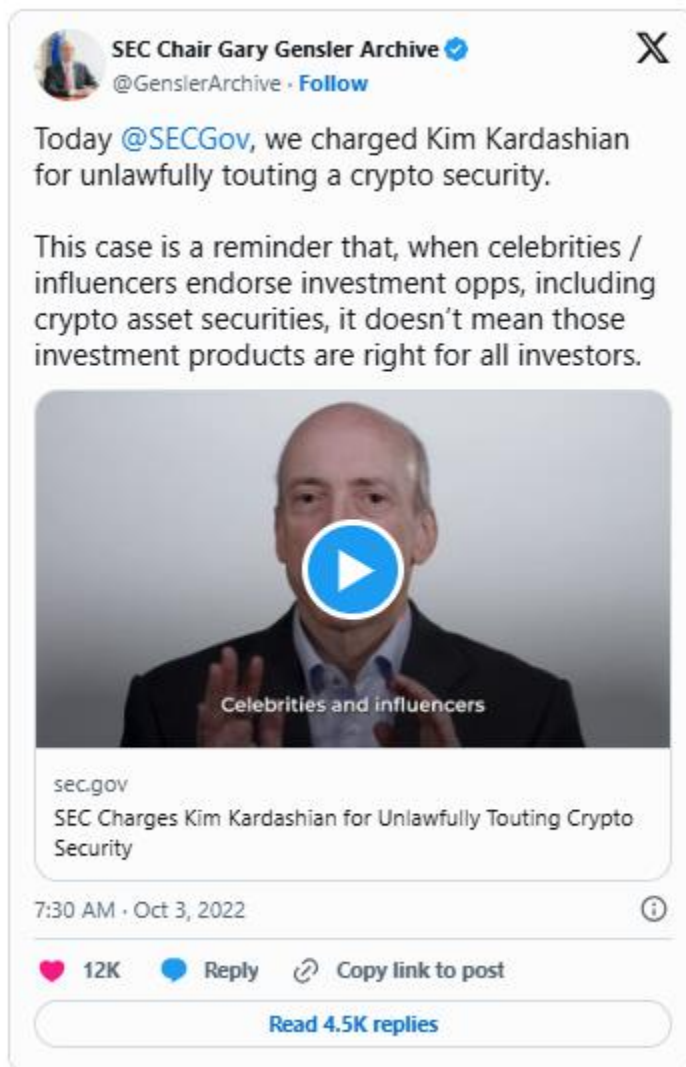 SEC Chair Gary Gensler Archive
@GenslerArchive · Follow
Today @SECGov, we charged Kim Kardashian
for unlawfully touting a crypto security.
This case is a reminder that, when celebrities /
influencers endorse investment opps, including
crypto asset securities, it doesn’t mean those
investment products are right for all investors.
Celebrities and influencers
sec.gov
SEC Charges Kim Kardashian for Unlawfully Touting Crypto
Security
7:30 AM · Oct 3, 2022
12K Reply Copy link to post
Read 4.5K replies